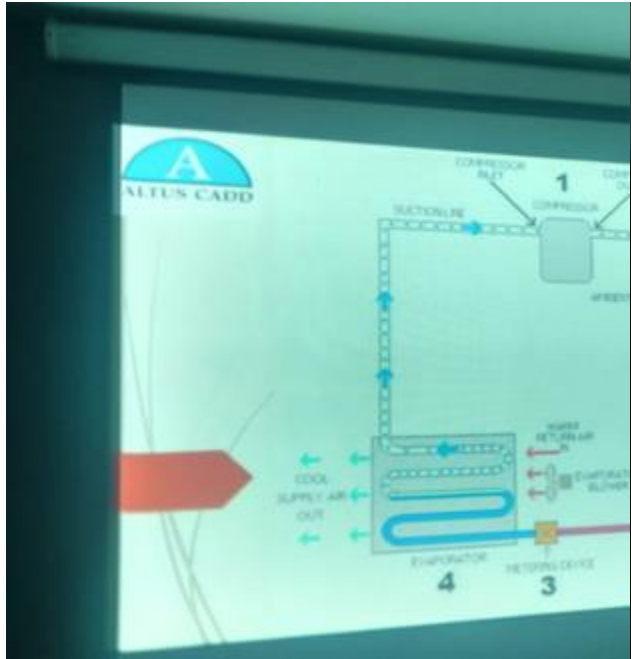 A
ALTUS CADD
COMPRESSOR
INLET
1
COMPRESSOR
SUCTION LINE
WARM
RETURN AIR
IN
COOL
SUPPLY AIR
OUT
BLOWER
EVAPORATOR
4
METERING DEVICE
3